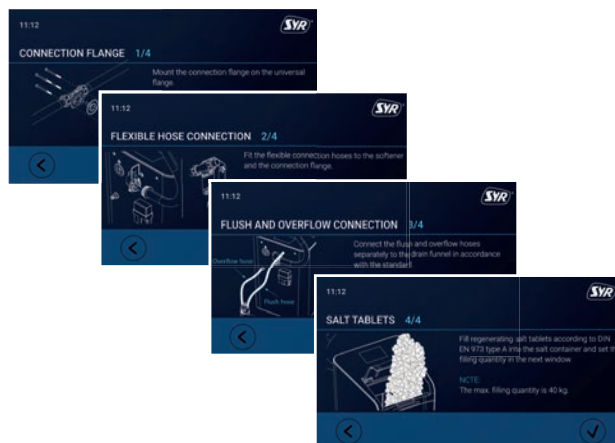 11:12
SYR
CONNECTION FLANGE 1/4
Mount the connection flange on the universal
flange.
11:12
SYR
FLEXIBLE HOSE CONNECTION 2/4
Fit the flexible connection hoses to the softener
and the connection flange.
11:12
SYR
FLUSH AND OVERFLOW CONNECTION 3/4
Connect the flush and overflow hoses
separately to the drain funnel in accordance
with the standard
Overflow hose
Flush hose
11:12
SYR
SALT TABLETS 4/4
Fill regenerating salt tablets according to DIN
EN 973 type A into the salt container and set th
filling quantity in the next window
NOTE:
The max. filling quantity is 40 kg.